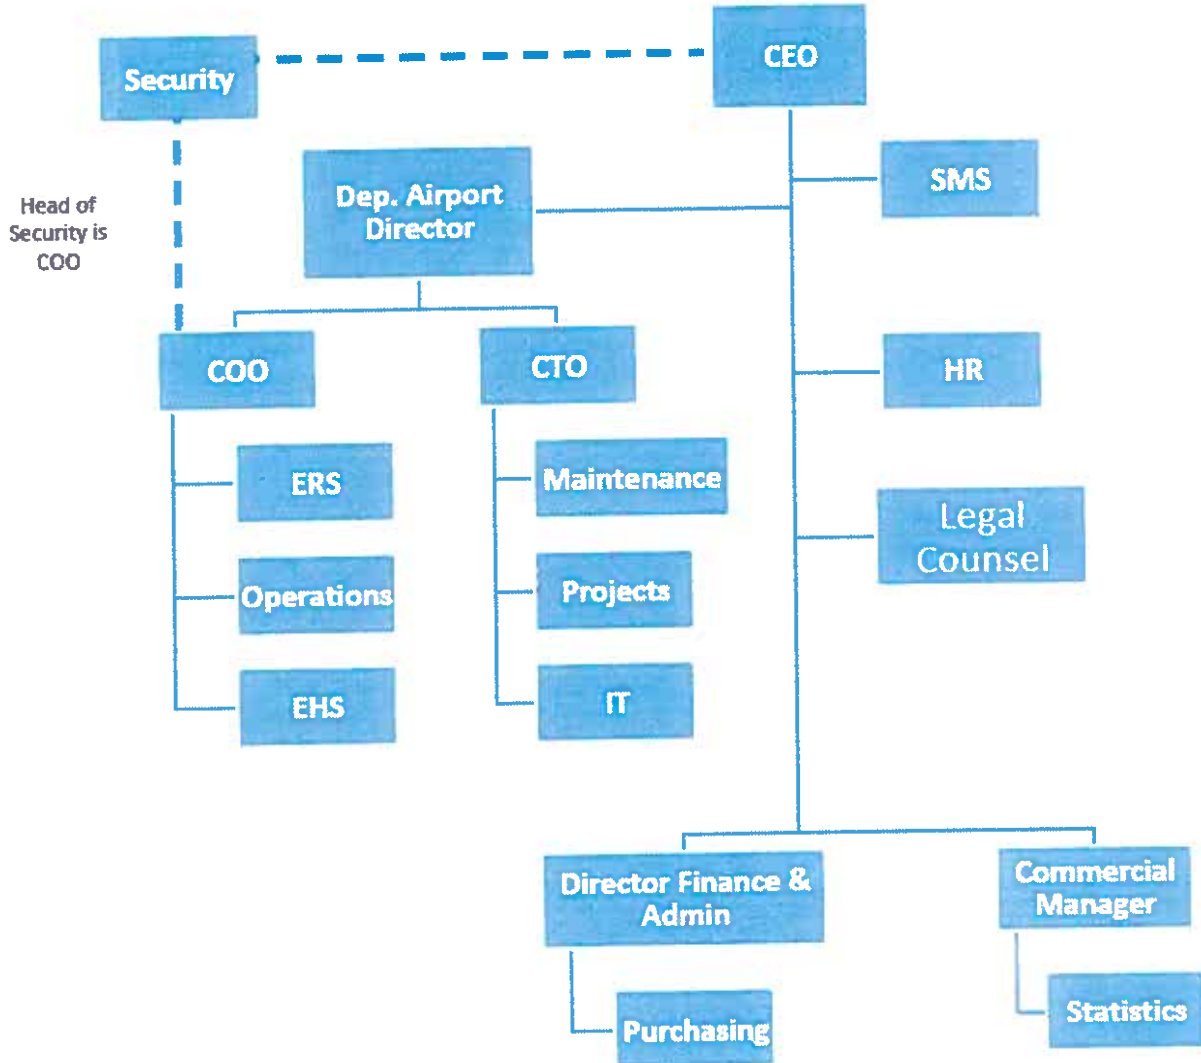 CEO
Security
SMS
Dep. Airport
Director
Head of
Security is
COO
COO
CTO
HR
ERS
Maintenance
Legal
Counsel
Operations
Projects
EHS
IT
Director Finance &
Admin
Commercial
Manager
Purchasing
Statistics